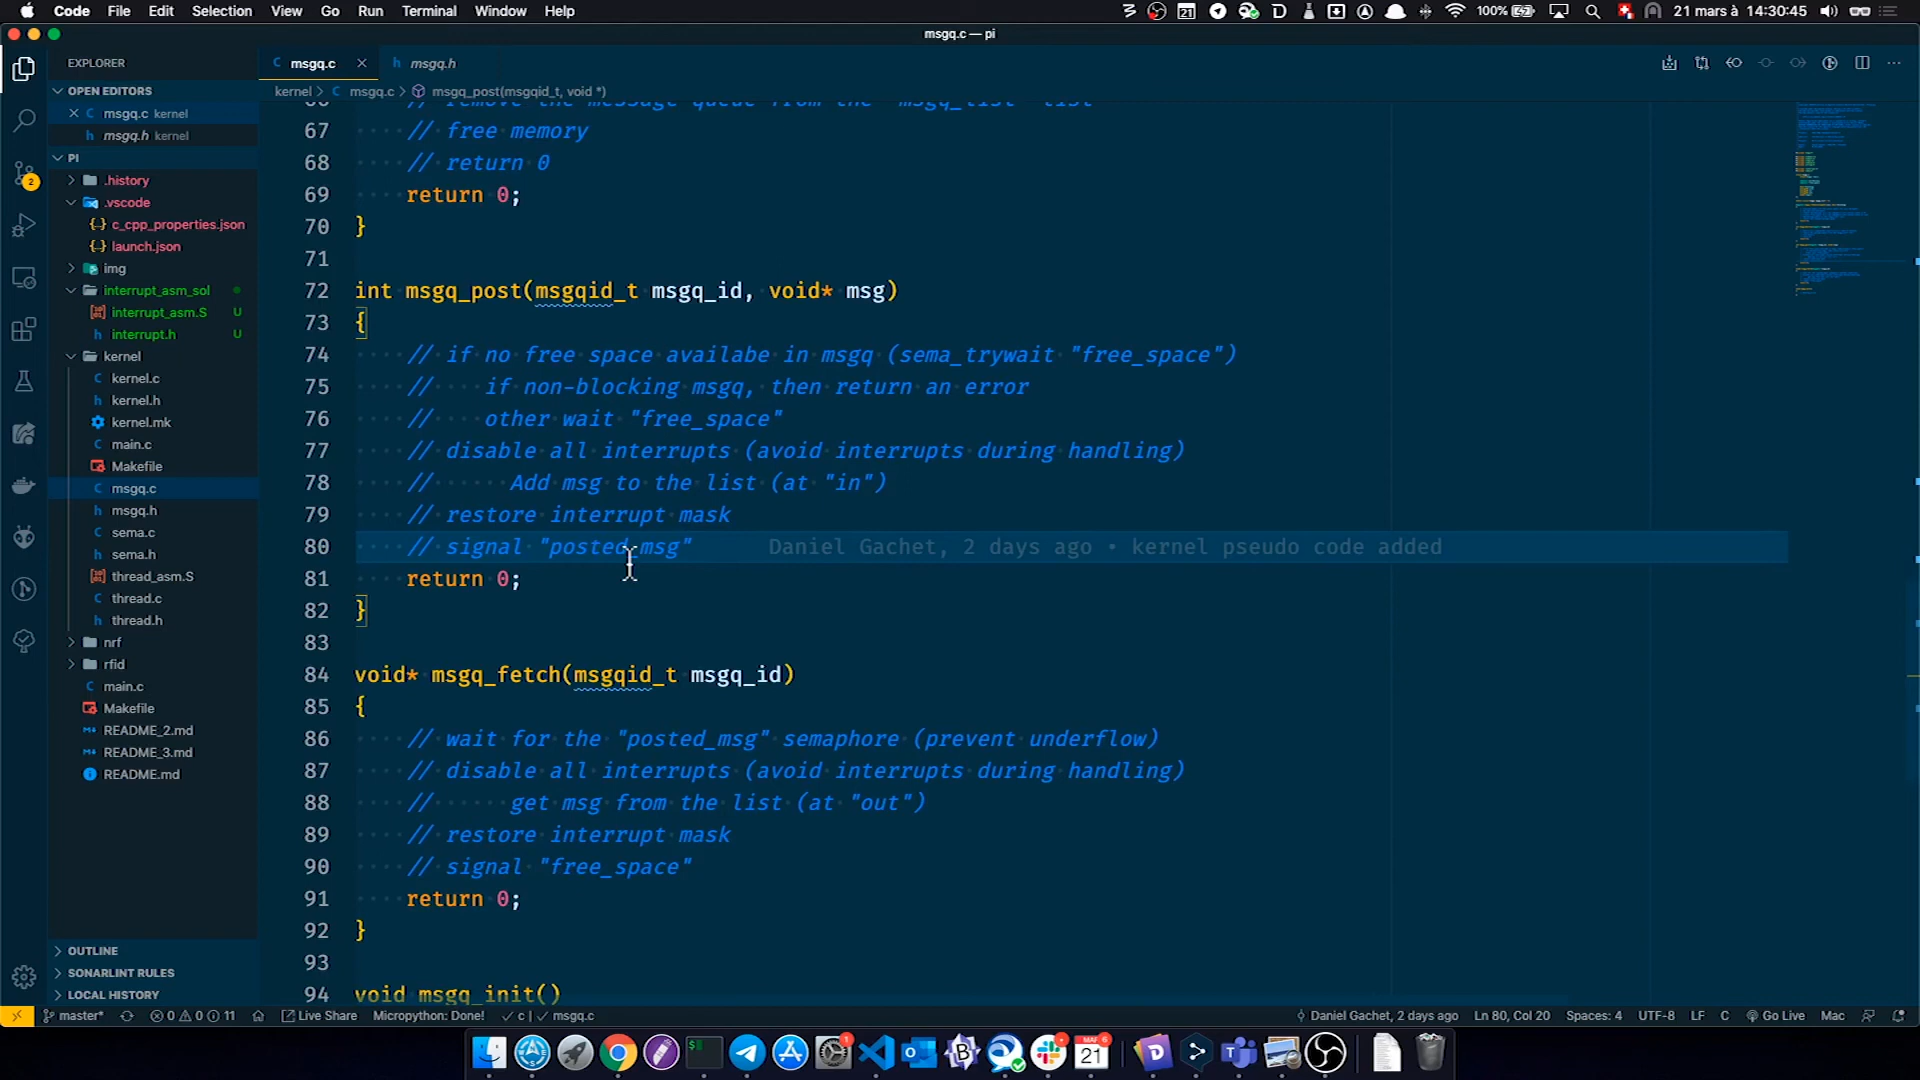 Code File Edit Selection View Go Run Terminal Window Help 100% 21 mars à 14:30:45
msgq.c — pi
EXPLORER
msgq.c
msgq.h
OPEN EDITORS
kernel > msgq.c > msgq_post(msgqid_t, void *)
msgq.c kernel
msgq.h kernel
PI
.history
.vscode
c_cpp_properties.json
launch.json
img
interrupt_asm_sol
interrupt_asm.S U
interrupt.h U
kernel
kernel.c
kernel.h
kernel.mk
main.c
Makefile
msgq.c
msgq.h
sema.c
sema.h
thread_asm.S
thread.c
thread.h
nrf
rfid
main.c
Makefile
README_2.md
README_3.md
README.md
OUTLINE
SONARLINT RULES
LOCAL HISTORY
66 // remove the message queue from the "msgq_list" list
67 // free memory
68 // return 0
69 return 0;
70 }
71
72 int msgq_post(msgqid_t msgq_id, void* msg)
73 {
74 // if no free space availabe in msgq (sema_trywait "free_space")
75 // if non-blocking msgq, then return an error
76 // other wait "free_space"
77 // disable all interrupts (avoid interrupts during handling)
78 // Add msg to the list (at "in")
79 // restore interrupt mask
80 // signal "posted_msg" Daniel Gachet, 2 days ago • kernel pseudo code added
81 return 0;
82 }
83
84 void* msgq_fetch(msgqid_t msgq_id)
85 {
86 // wait for the "posted_msg" semaphore (prevent underflow)
87 // disable all interrupts (avoid interrupts during handling)
88 // get msg from the list (at "out")
89 // restore interrupt mask
90 // signal "free_space"
91 return 0;
92 }
93
94 void msgq_init()
master* 0 0 11 Live Share Micropython: Done! c msgq.c Daniel Gachet, 2 days ago Ln 80, Col 20 Spaces: 4 UTF-8 LF C Go Live Mac